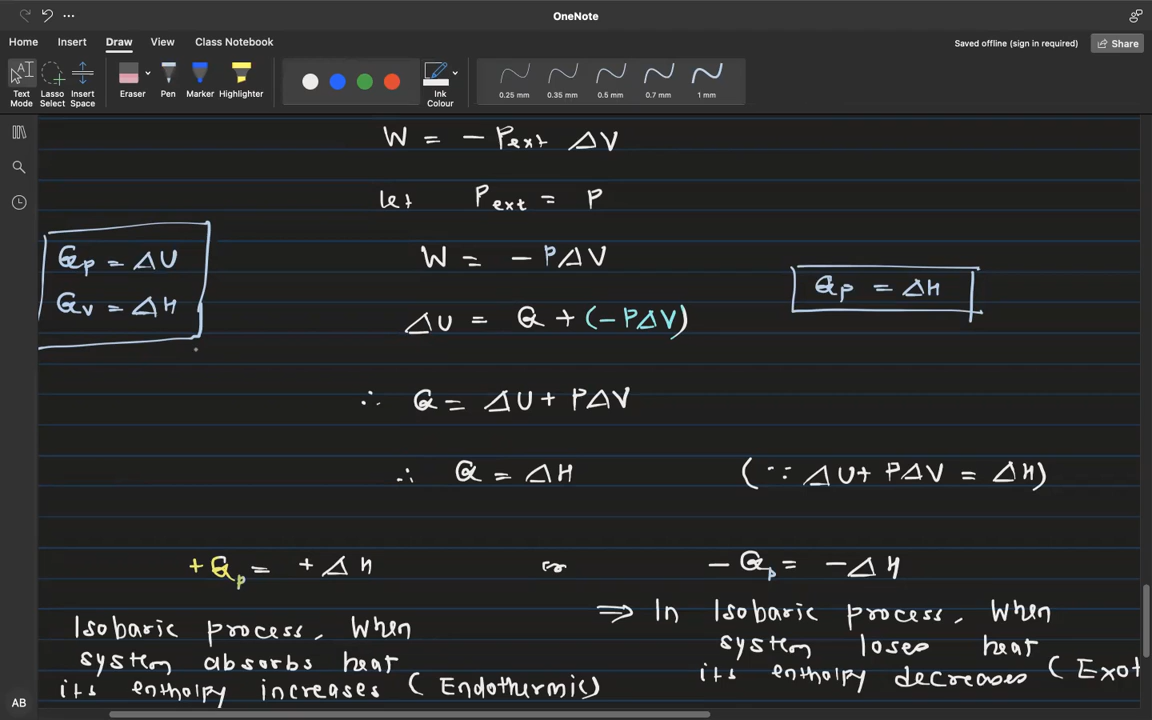 OneNote
Home Insert Draw View Class Notebook
Saved offline (sign in required) Share
Text Mode Lasso Select Insert Space Eraser Pen Marker Highlighter Ink Colour 0.25 mm 0.35 mm 0.5 mm 0.7 mm 1 mm
W = - Pext ΔV
let Pext = P
W = - PΔV
Qp = ΔU
Qv = ΔH
Qp = ΔH
ΔU = Q + (- PΔV)
∴ Q = ΔU + PΔV
∴ Q = ΔH (∵ ΔU + PΔV = ΔH)
+Qp = +ΔH or -Qp = -ΔH
Isobaric process, When
system absorbs heat
its enthalpy increases (Endothermic)
⇒ In Isobaric process, When
system loses heat
its enthalpy decreases (Exot
AB